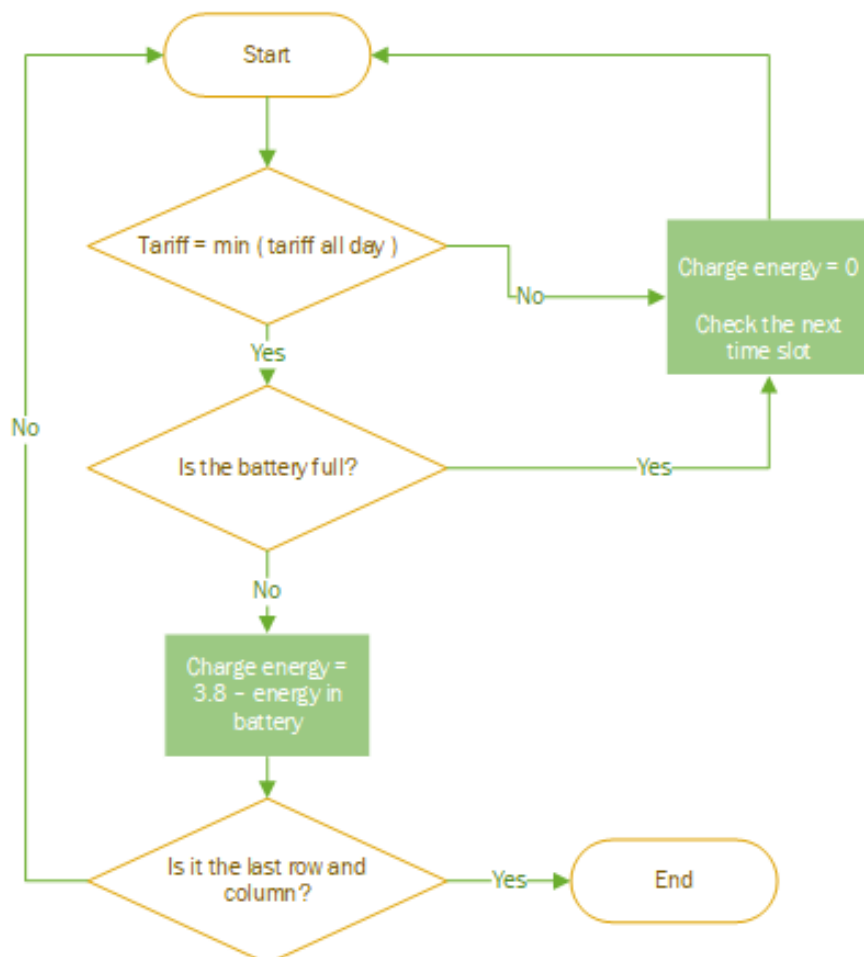 Start
Tariff = min ( tariff all day )
No
Charge energy = 0
Check the next
time slot
Yes
No
Is the battery full?
Yes
No
Charge energy =
3.8 – energy in
battery
Is it the last row and
column?
Yes
End